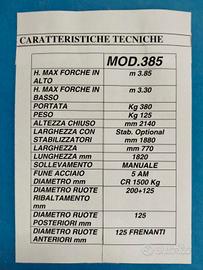 CARATTERISTICHE TECNICHE
MOD.385
H. MAX FORCHE IN ALTO m 3.85
H. MAX FORCHE IN BASSO m 3.30
PORTATA Kg 380
PESO Kg 125
ALTEZZA CHIUSO mm 2140
LARGHEZZA CON STABILIZZATORI Stab. Optional mm 1880
LARGHEZZA mm 770
LUNGHEZZA mm 1820
SOLLEVAMENTO MANUALE
FUNE ACCIAIO 5 AM CR 1500 Kg
DIAMETRO RUOTE RIBALTAMENTO mm 200+125
DIAMETRO RUOTE POSTERIORI mm 125
DIAMETRO RUOTE ANTERIORI mm 125 FRENANTI
subito